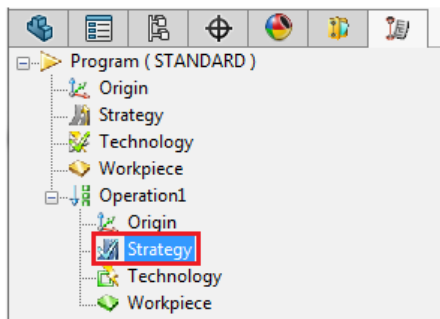 Program ( STANDARD )
Origin
Strategy
Technology
Workpiece
Operation1
Origin
Strategy
Technology
Workpiece